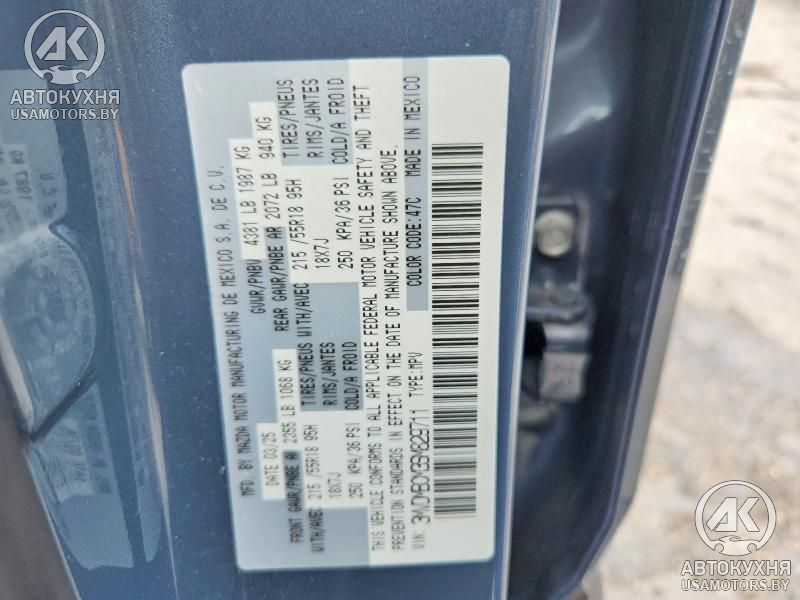 AK
АВТОКУХНЯ
USAMOTORS.BY
MFD. BY MAZDA MOTOR MANUFACTURING DE MEXICO S.A. DE C.V.
DATE 03/25 GVWR/PNBV 4381 LB 1987 KG
FRONT GAWR/PNBE AV 2355 LB 1068 KG REAR GAWR/PNBE AR 2072 LB 940 KG
WITH/AVEC 215 /55R18 95H TIRES/PNEUS WITH/AVEC 215 /55R18 95H TIRES/PNEUS
18X7J RIMS/JANTES 18X7J RIMS/JANTES
250 KPA/36 PSI COLD/A FROID 250 KPA/36 PSI COLD/A FROID
THIS VEHICLE CONFORMS TO ALL APPLICABLE FEDERAL MOTOR VEHICLE SAFETY AND THEFT
PREVENTION STANDARDS IN EFFECT ON THE DATE OF MANUFACTURE SHOWN ABOVE.
COLOR CODE:47C MADE IN MEXICO
VIN: TYPE:MPV
AK
АВТОКУХНЯ
USAMOTORS.BY